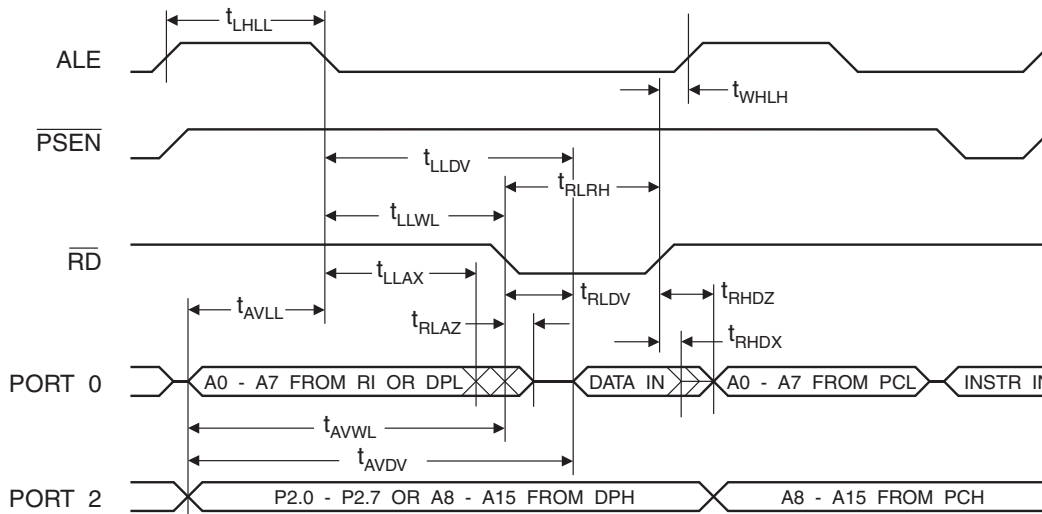 tLHLL
ALE
tWHLH
PSEN
tLLDV
tRLRH
tLLWL
RD
tLLAX
tRLDV
tRHDZ
tAVLL
tRLAZ
tRHDX
PORT 0
A0 - A7 FROM RI OR DPL
DATA IN
A0 - A7 FROM PCL
INSTR IN
tAVWL
tAVDV
PORT 2
P2.0 - P2.7 OR A8 - A15 FROM DPH
A8 - A15 FROM PCH